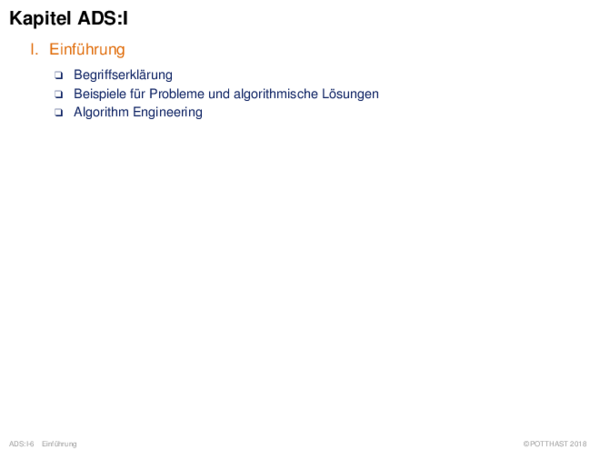 Kapitel ADS:I
I. Einführung
❑ Begriffserklärung
❑ Beispiele für Probleme und algorithmische Lösungen
❑ Algorithm Engineering
ADS:I-6 Einführung ©POTTHAST 2018